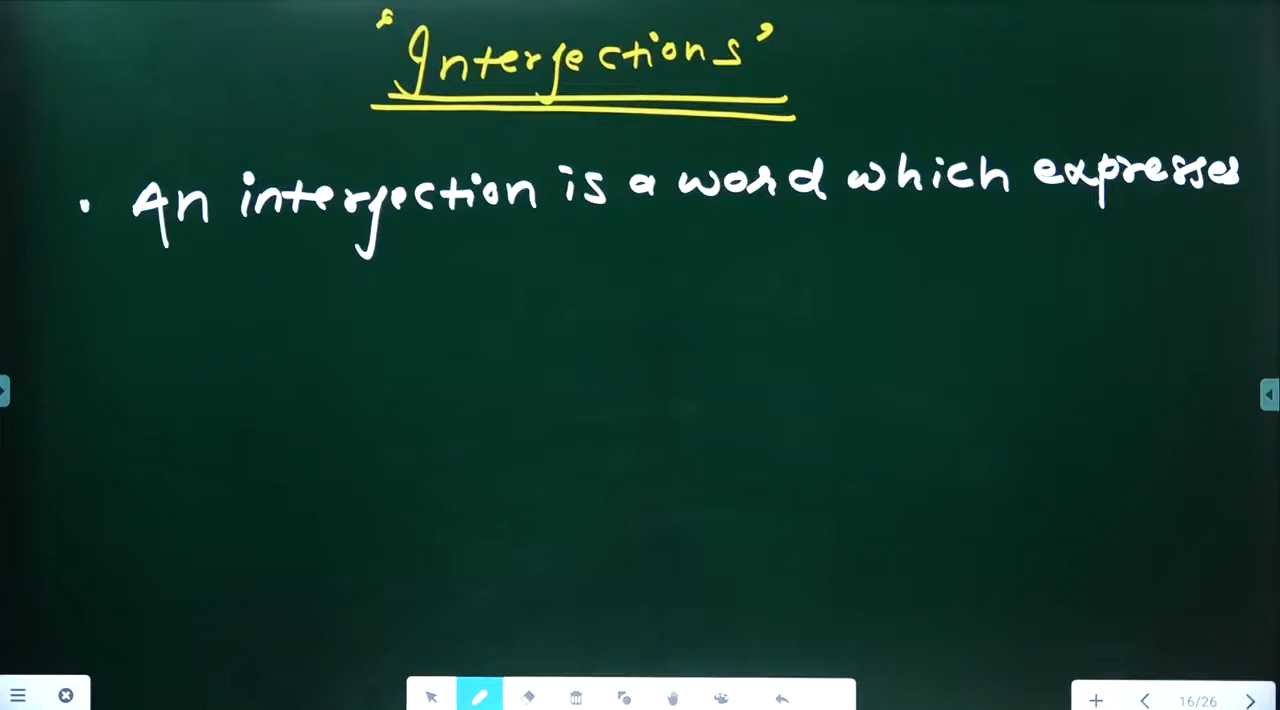 'Interjections'
• An interjection is a word which expresses
16/26